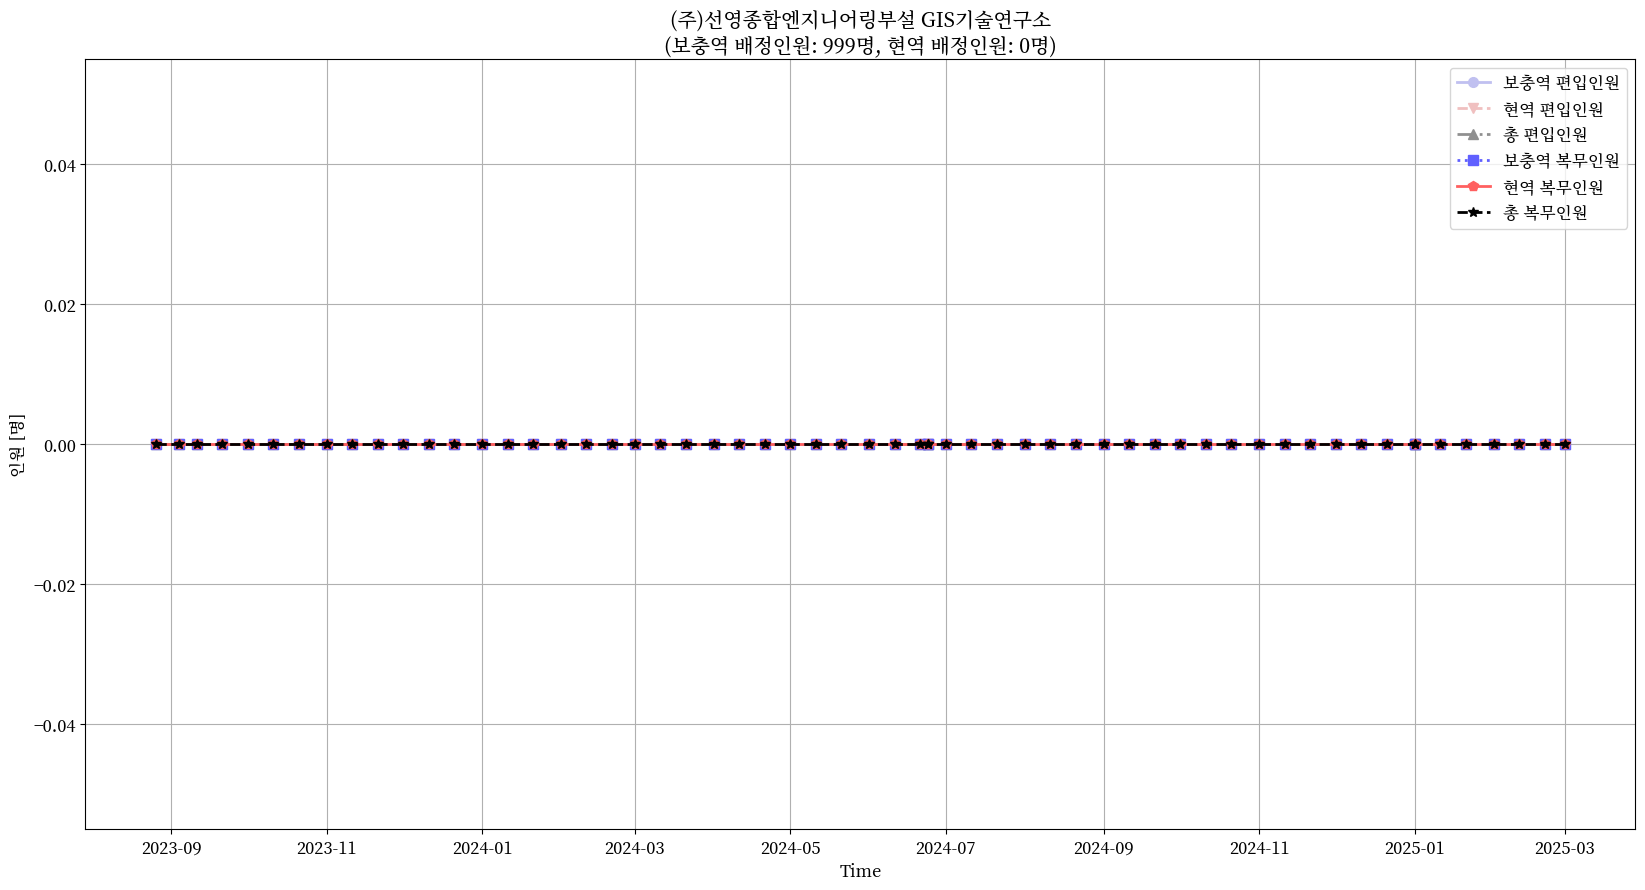 (주)선영종합엔지니어링부설 GIS기술연구소
(보충역 배정인원: 999명, 현역 배정인원: 0명)
보충역 편입인원
현역 편입인원
총 편입인원
보충역 복무인원
현역 복무인원
총 복무인원
인원 [명]
0.04
0.02
0.00
−0.02
−0.04
2023-09
2023-11
2024-01
2024-03
2024-05
2024-07
2024-09
2024-11
2025-01
2025-03
Time